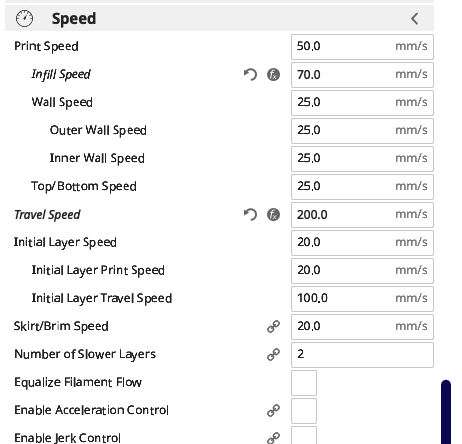 Speed
Print Speed 50.0 mm/s
Infill Speed 70.0 mm/s
Wall Speed 25.0 mm/s
Outer Wall Speed 25.0 mm/s
Inner Wall Speed 25.0 mm/s
Top/Bottom Speed 25.0 mm/s
Travel Speed 200.0 mm/s
Initial Layer Speed 20.0 mm/s
Initial Layer Print Speed 20.0 mm/s
Initial Layer Travel Speed 100.0 mm/s
Skirt/Brim Speed 20.0 mm/s
Number of Slower Layers 2
Equalize Filament Flow
Enable Acceleration Control
Enable Jerk Control